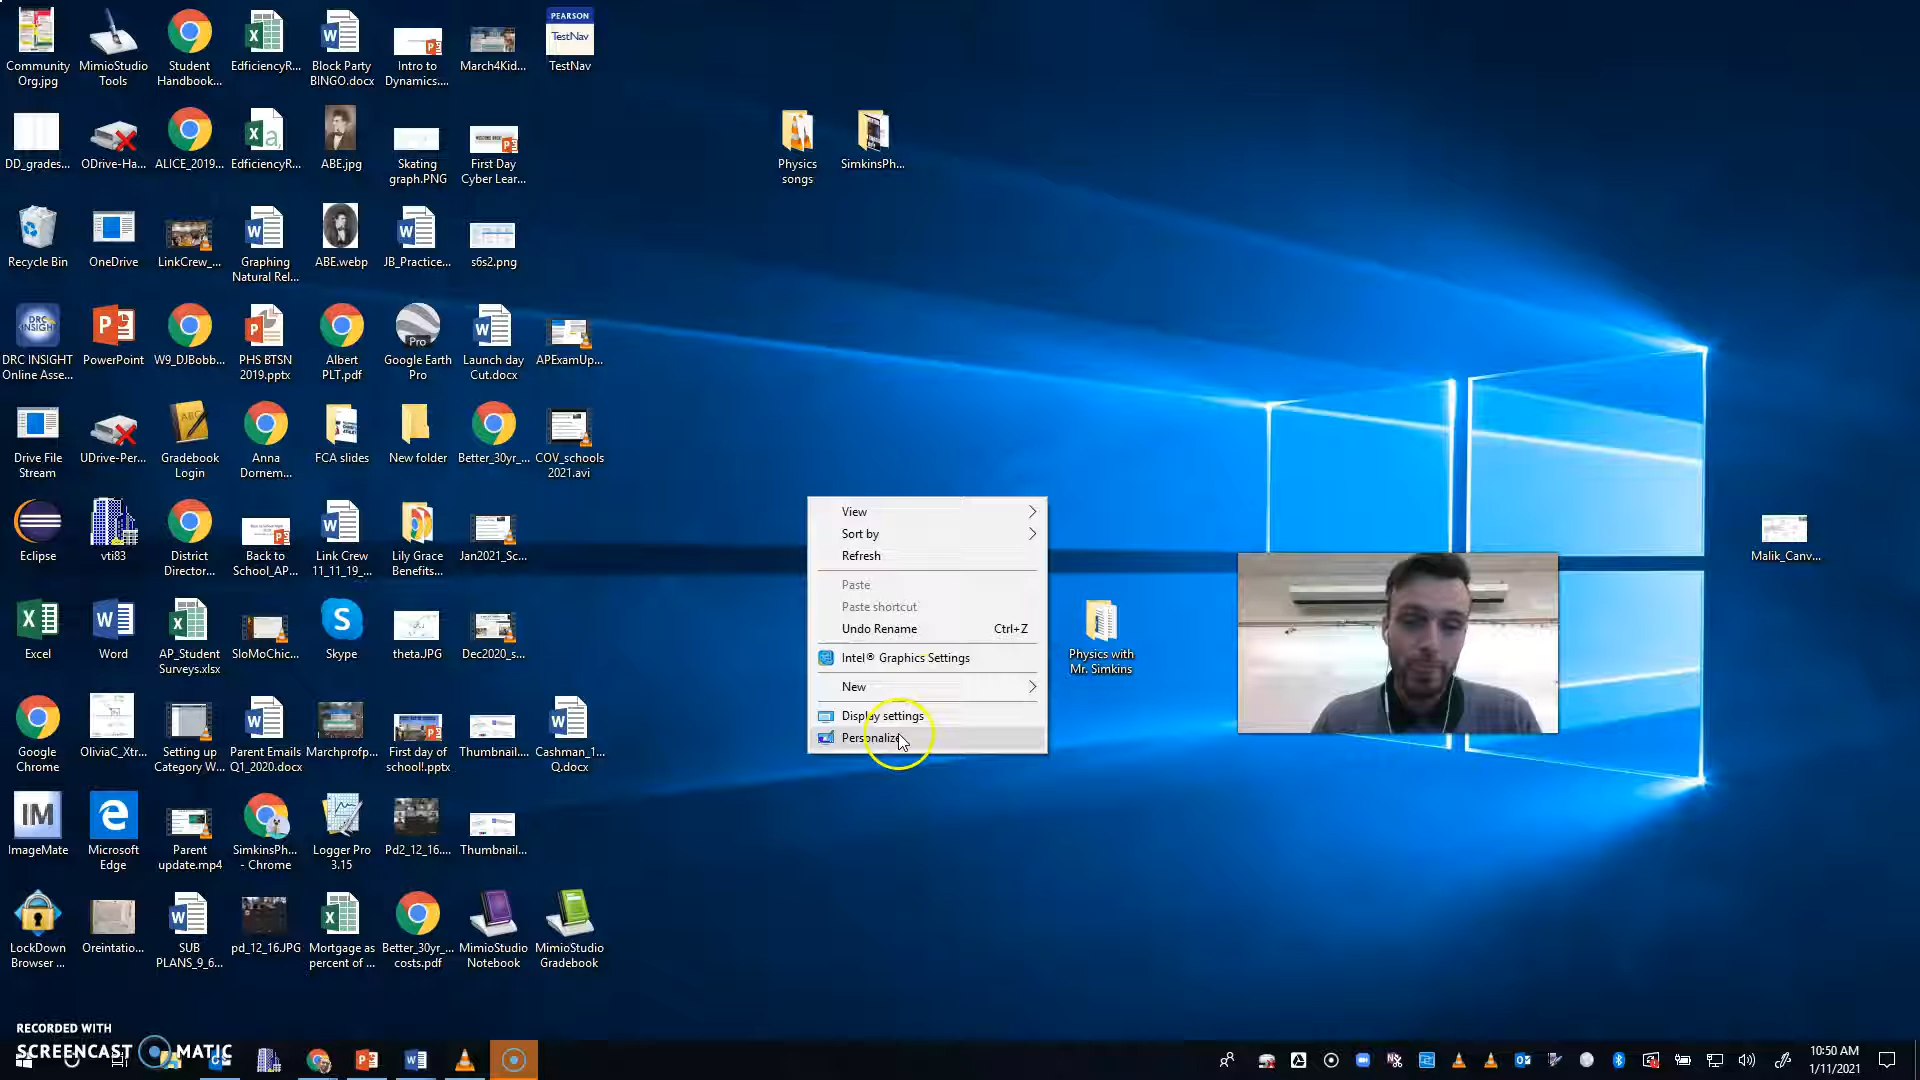 Community
Org.jpg
MimioStudio
Tools
Student
Handbook...
EdficiencyR...
Block Party
BINGO.docx
Intro to
Dynamics....
March4Kid...
PEARSON
TestNav
TestNav
DD_grades...
ODrive-Ha...
ALICE_2019...
EdficiencyR...
ABE.jpg
Skating
graph.PNG
First Day
Cyber Lear...
Physics
songs
SimkinsPh...
Recycle Bin
OneDrive
LinkCrew_...
Graphing
Natural Rel...
ABE.webp
JB_Practice...
s6s2.png
DRC
INSIGHT
DRC INSIGHT
Online Asse...
PowerPoint
W9_DJBobb...
PHS BTSN
2019.pptx
Albert
PLT.pdf
Pro
Google Earth
Pro
Launch day
Cut.docx
APExamUp...
Drive File
Stream
UDrive-Per...
Gradebook
Login
Anna
Dornem...
FCA slides
New folder
Better_30yr_...
COV_schools
2021.avi
Eclipse
vti83
District
Director...
Back to
School_AP...
Link Crew
11_11_19_...
Lily Grace
Benefits...
Jan2021_Sc...
Excel
Word
AP_Student
Surveys.xlsx
SloMoChic...
Skype
theta.JPG
Dec2020_s...
Google
Chrome
OliviaC_Xtr...
Setting up
Category W...
Parent Emails
Q1_2020.docx
Marchprofp...
First day of
school!.pptx
Thumbnail....
Cashman_1...
Q.docx
IM
ImageMate
Microsoft
Edge
Parent
update.mp4
SimkinsPh...
- Chrome
Logger Pro
3.15
Pd2_12_16....
Thumbnail...
LockDown
Browser ...
Oreintatio...
SUB
PLANS_9_6...
pd_12_16.JPG
Mortgage as
percent of ...
Better_30yr_...
costs.pdf
MimioStudio
Notebook
MimioStudio
Gradebook
View
Sort by
Refresh
Paste
Paste shortcut
Undo Rename Ctrl+Z
Intel® Graphics Settings
New
Display settings
Personalize
Physics with
Mr. Simkins
Malik_Canv...
RECORDED WITH
SCREENCAST MATIC
10:50 AM
1/11/2021